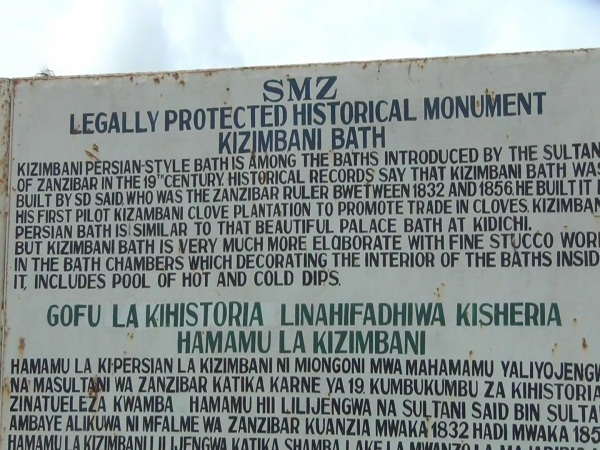 SMZ
LEGALLY PROTECTED HISTORICAL MONUMENT
KIZIMBANI BATH
KIZIMBANI PERSIAN-STYLE BATH IS AMONG THE BATHS INTRODUCED BY THE SULTAN
OF ZANZIBAR IN THE 19TH CENTURY. HISTORICAL RECORDS SAY THAT KIZIMBANI BATH WAS
BUILT BY SD SAID, WHO WAS THE ZANZIBAR RULER BWETWEEN 1832 AND 1856. HE BUILT IT
HIS FIRST PILOT KIZAMBANI CLOVE PLANTATION TO PROMOTE TRADE IN CLOVES. KIZIMBAN
PERSIAN BATH IS SIMILAR TO THAT BEAUTIFUL PALACE BATH AT KIDICHI.
BUT KIZIMBANI BATH IS VERY MUCH MORE ELOBORATE WITH FINE STUCCO WOR
IN THE BATH CHAMBERS WHICH DECORATING THE INTERIOR OF THE BATHS INSID
IT, INCLUDES POOL OF HOT AND COLD DIPS.
GOFU LA KIHISTORIA LINAHIFADHIWA KISHERIA
HAMAMU LA KIZIMBANI
HAMAMU LA KI-PERSIAN LA KIZIMBANI NI MIONGONI MWA MAHAMAMU YALIYOJENGW
NA MASULTANI WA ZANZIBAR KATIKA KARNE YA 19. KUMBUKUMBU ZA KIHISTORIA
ZINATUELEZA KWAMBA HAMAMU HII LILIJENGWA NA SULTANI SAID BIN SULTA
AMBAYE ALIKUWA NI MFALME WA ZANZIBAR KUANZIA MWAKA 1832 HADI MWAKA 185
HAMAMU LA KIZIMBANI LILIJENGWA KATIKA SHAMBA LAKE LA MWANZO LA